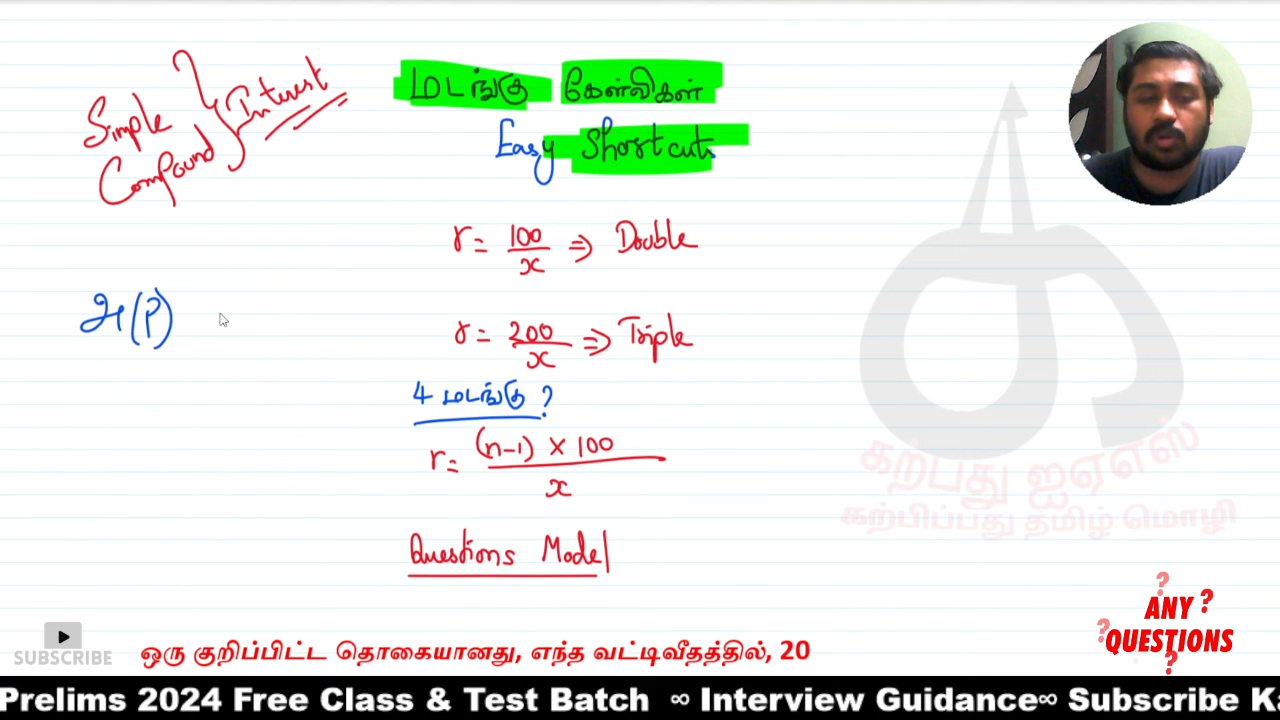 Simple
Compound } Interest
மடங்கு கேள்விகள்
Easy Shortcuts
r = 100/x ⇒ Double
அ(P)
r = 200/x ⇒ Triple
4 மடங்கு ?
r = (n-1) × 100 / x
Questions Model
கற்பது ஐஏஎஸ்
கற்பிப்பது தமிழ் மொழி
? ANY ?
? QUESTIONS
?
SUBSCRIBE
ஒரு குறிப்பிட்ட தொகையானது, எந்த வட்டிவீதத்தில், 20
Prelims 2024 Free Class & Test Batch ∞ Interview Guidance∞ Subscribe Ka